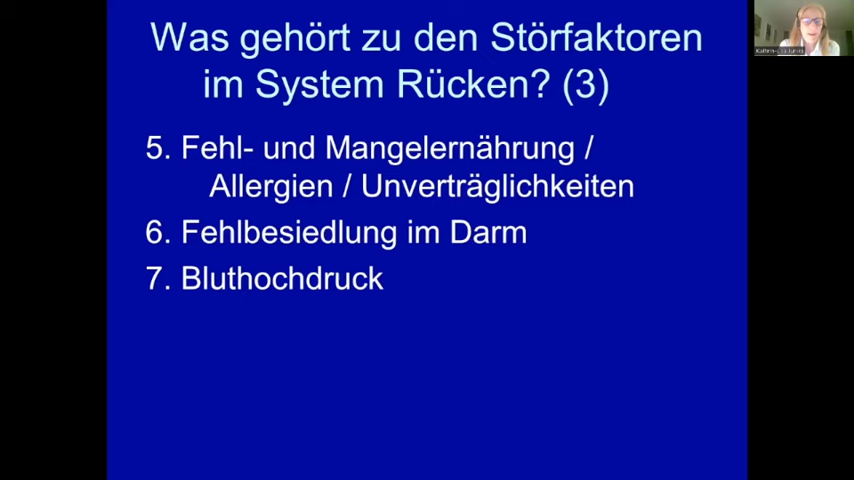 Was gehört zu den Störfaktoren
im System Rücken? (3)
5. Fehl- und Mangelernährung /
Allergien / Unverträglichkeiten
6. Fehlbesiedlung im Darm
7. Bluthochdruck